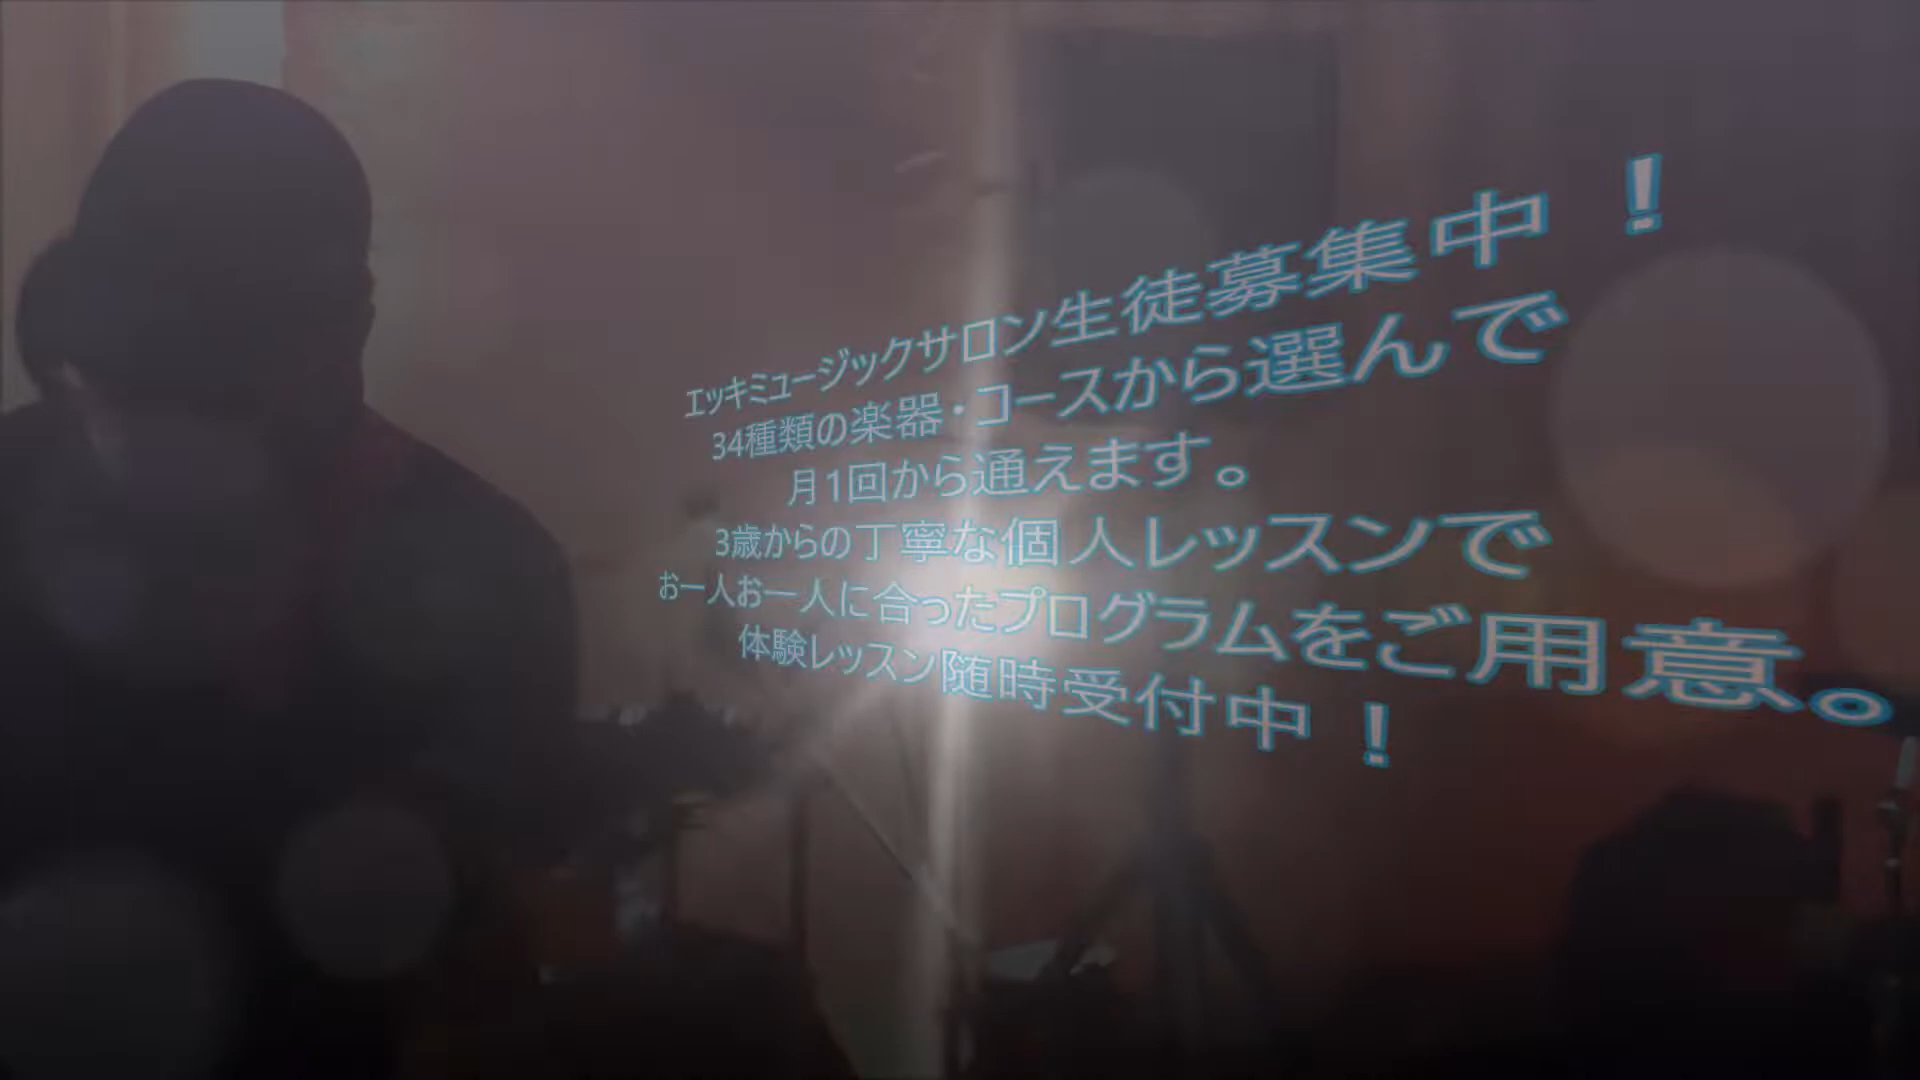 エッキミュージックサロン生徒募集中！
34種類の楽器・コースから選んで
月1回から通えます。
3歳からの丁寧な個人レッスンで
お一人お一人に合ったプログラムをご用意。
体験レッスン随時受付中！